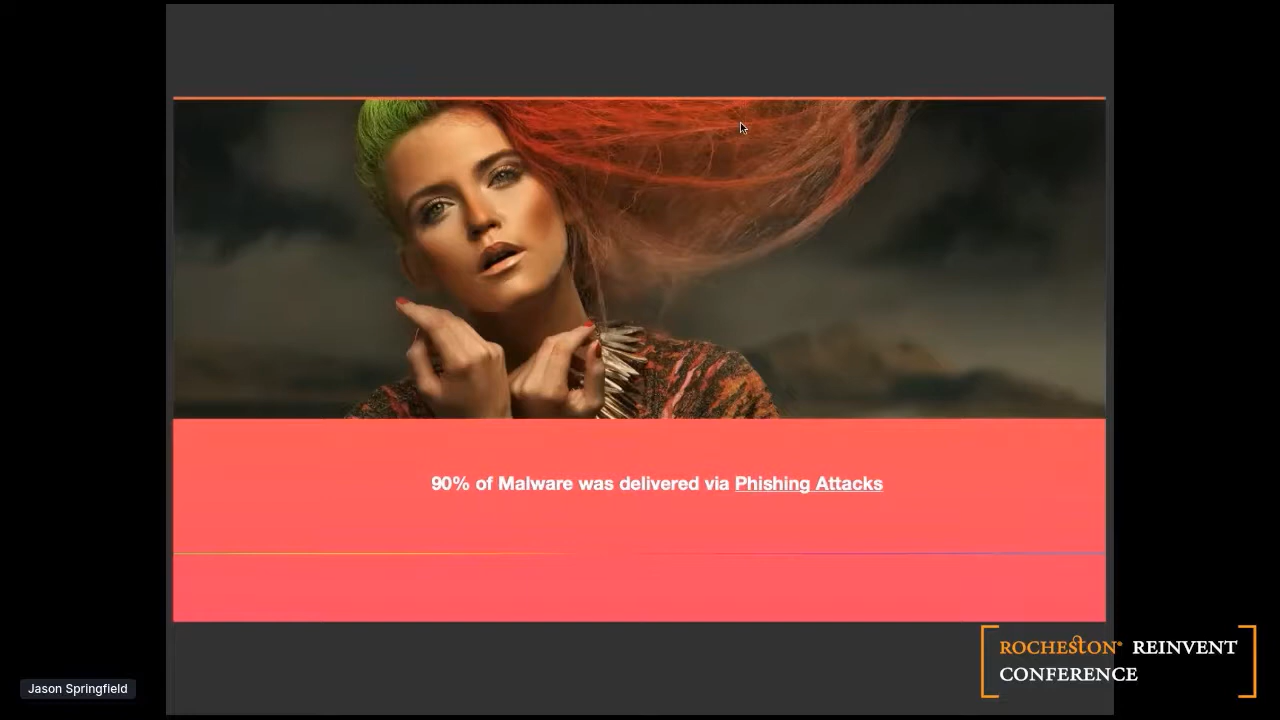 90% of Malware was delivered via Phishing Attacks
ROCHESTON® REINVENT
CONFERENCE
Jason Springfield